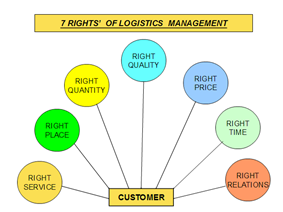 7 RIGHTS' OF LOGISTICS MANAGEMENT
RIGHT
QUALITY
RIGHT
QUANTITY
RIGHT
PRICE
RIGHT
PLACE
RIGHT
TIME
RIGHT
SERVICE
RIGHT
RELATIONS
CUSTOMER